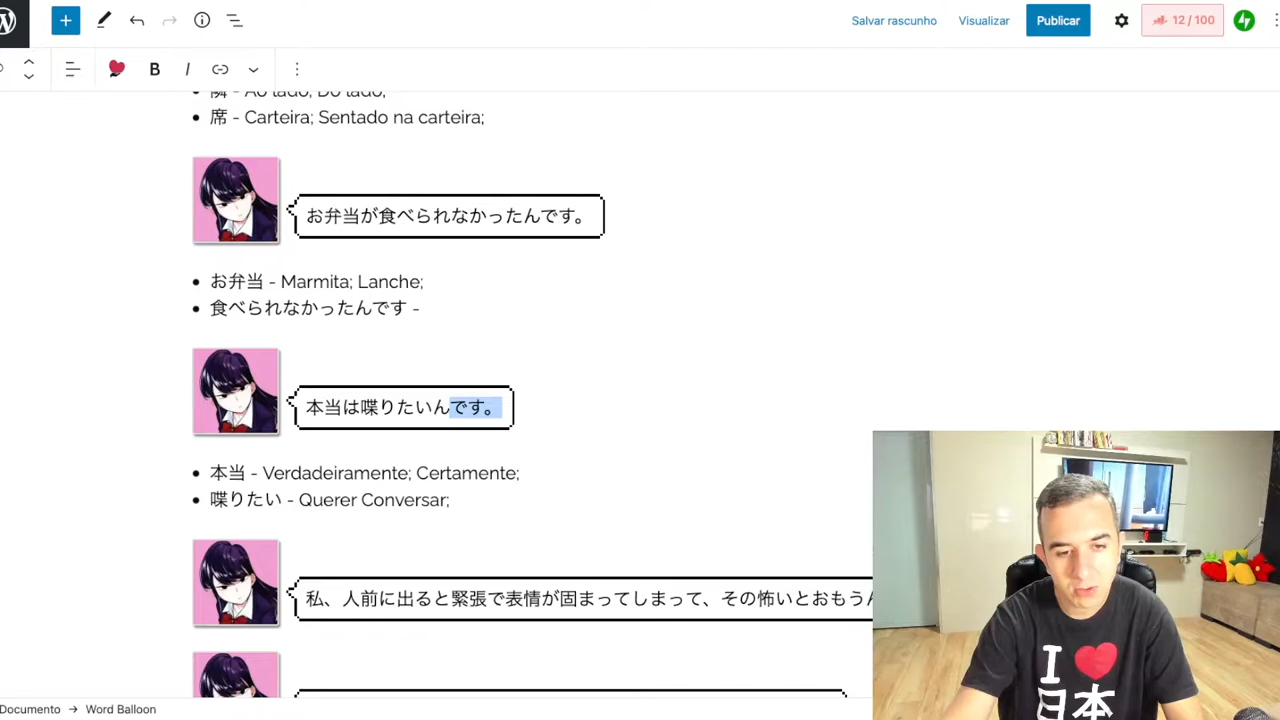 Salvar rascunho
Visualizar
Publicar
12 / 100
B
I
隣 - Ao lado; Do lado;
席 - Carteira; Sentado na carteira;
お弁当が食べられなかったんです。
お弁当 - Marmita; Lanche;
食べられなかったんです -
本当は喋りたいんです。
本当 - Verdadeiramente; Certamente;
喋りたい - Querer Conversar;
私、人前に出ると緊張で表情が固まってしまって、その怖いとおもう
I
日本
Documento → Word Balloon